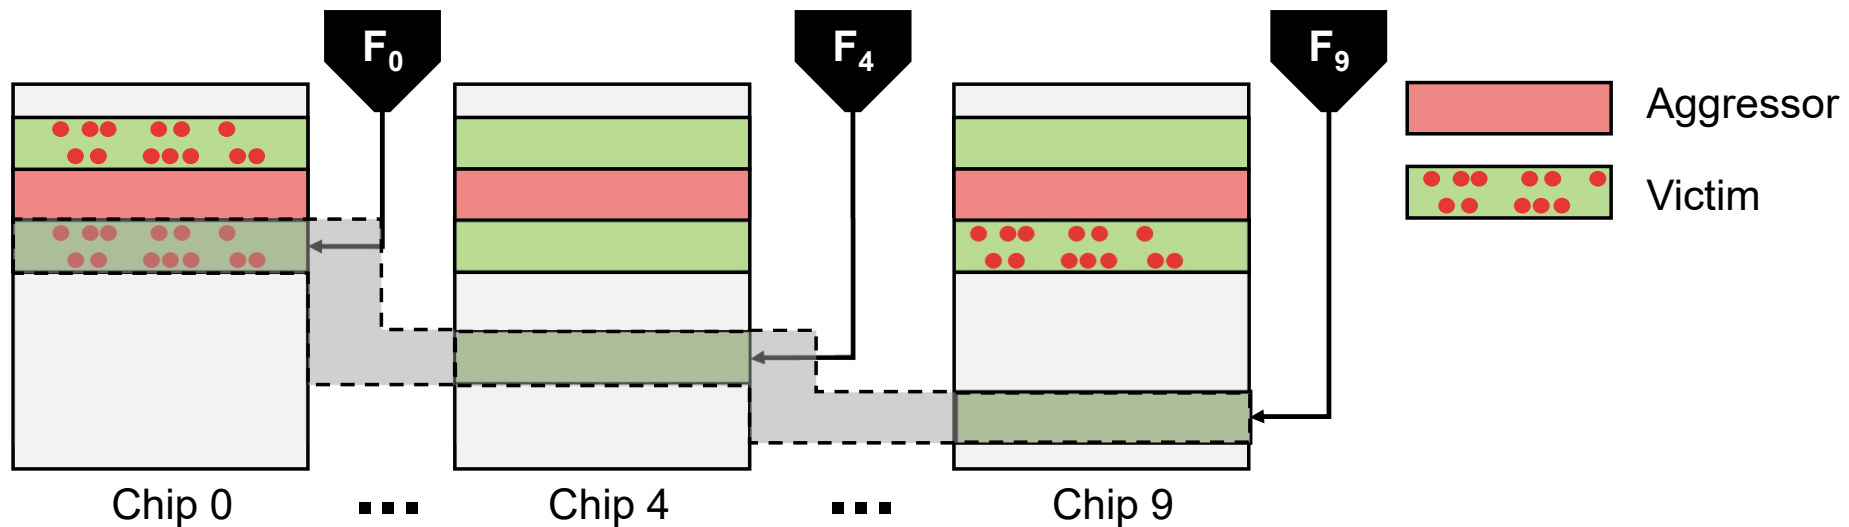 F₀
F₄
F₉
Aggressor
Victim
Chip 0
...
Chip 4
...
Chip 9